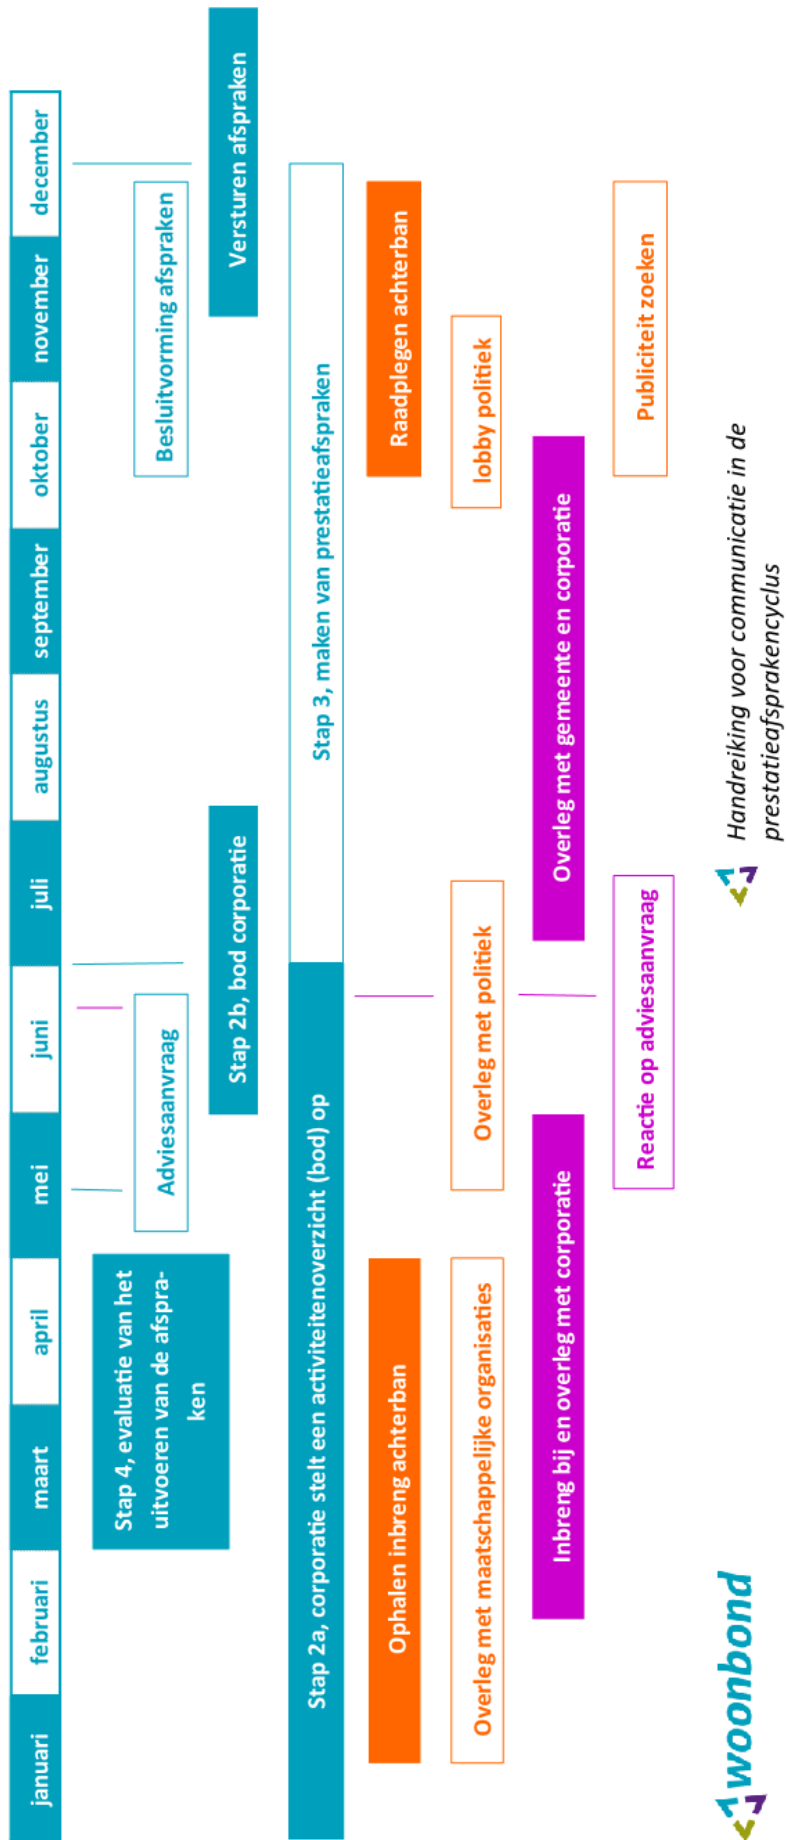 januari
februari
maart
april
mei
juni
juli
augustus
september
oktober
november
december
Stap 4, evaluatie van het
uitvoeren van de afspra-
ken
Adviesaanvraag
Besluitvorming afspraken
Stap 2b, bod corporatie
Versturen afspraken
Stap 2a, corporatie stelt een activiteitenoverzicht (bod) op
Stap 3, maken van prestatieafspraken
Ophalen inbreng achterban
Raadplegen achterban
Overleg met maatschappelijke organisaties
Overleg met politiek
lobby politiek
Inbreng bij en overleg met corporatie
Overleg met gemeente en corporatie
Reactie op adviesaanvraag
Publiciteit zoeken
woonbond
Handreiking voor communicatie in de
prestatieafsprakencyclus